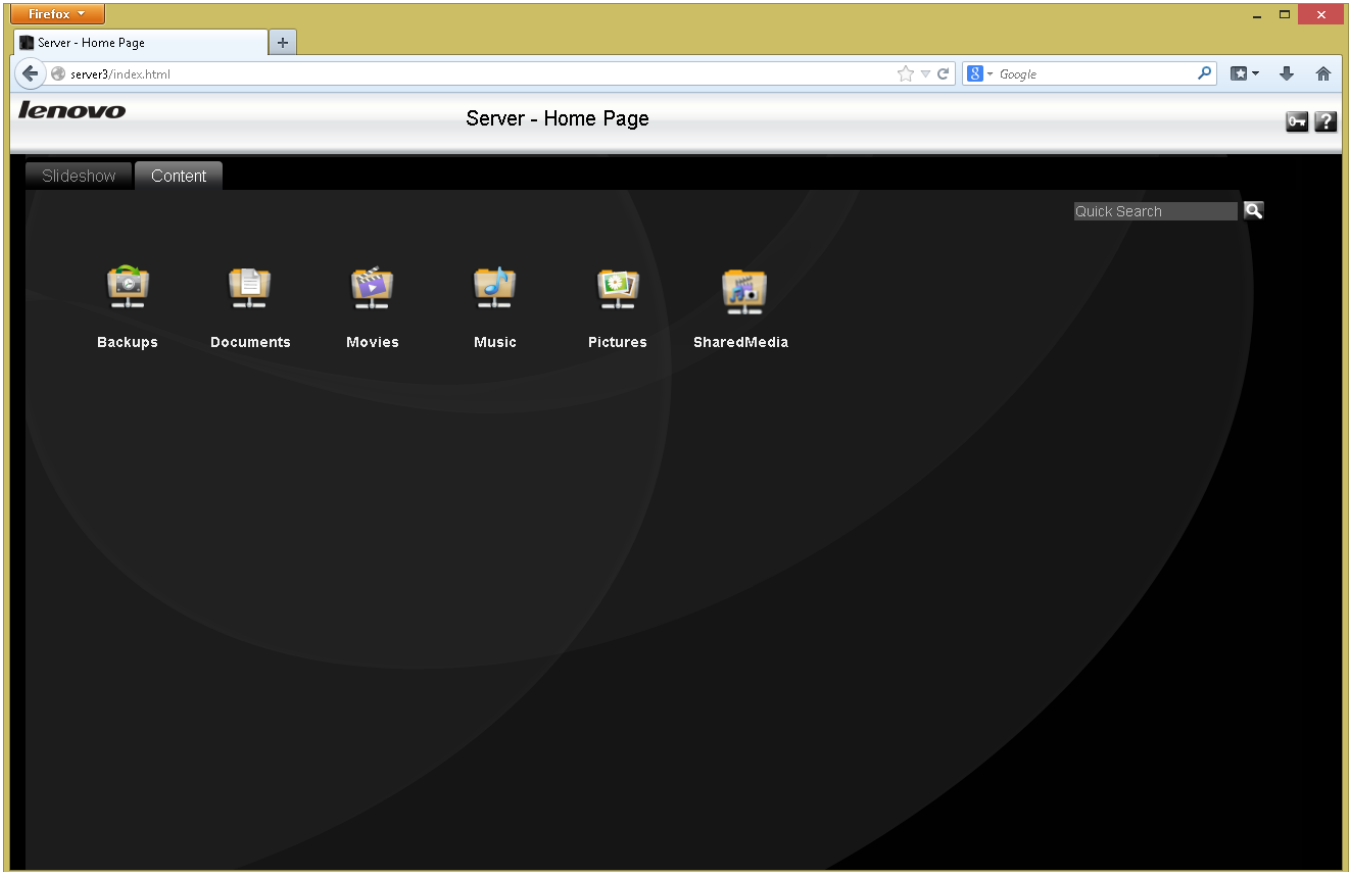 Firefox
Server - Home Page
server3/index.html
8 Google
lenovo
Server - Home Page
?
Slideshow Content
Quick Search
Backups Documents Movies Music Pictures SharedMedia